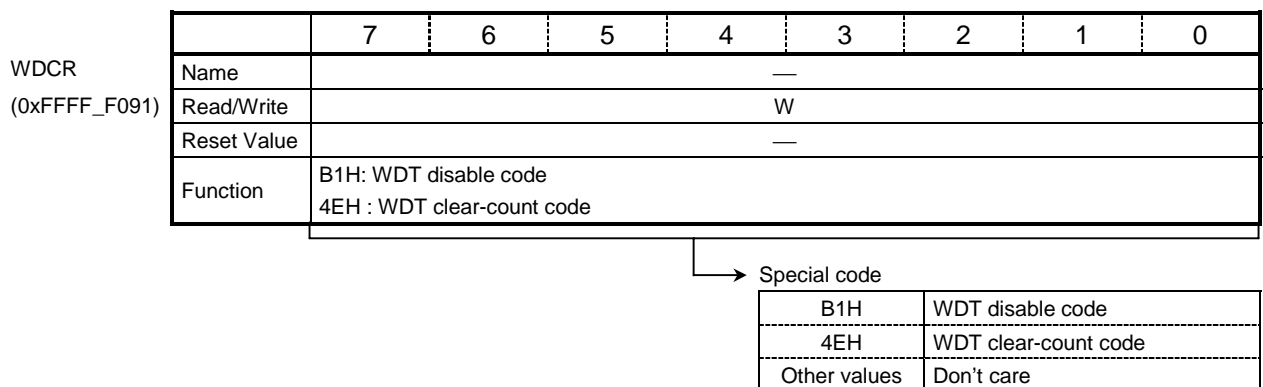 7 6 5 4 3 2 1 0
WDCR Name —
(0xFFFF_F091) Read/Write W
Reset Value —
Function B1H: WDT disable code
4EH : WDT clear-count code
Special code
B1H WDT disable code
4EH WDT clear-count code
Other values Don't care